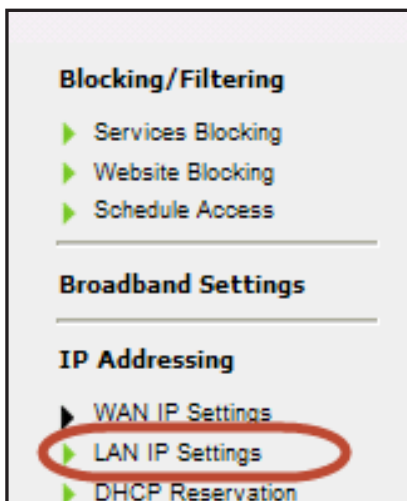 Blocking/Filtering
Services Blocking
Website Blocking
Schedule Access
Broadband Settings
IP Addressing
WAN IP Settings
LAN IP Settings
DHCP Reservation